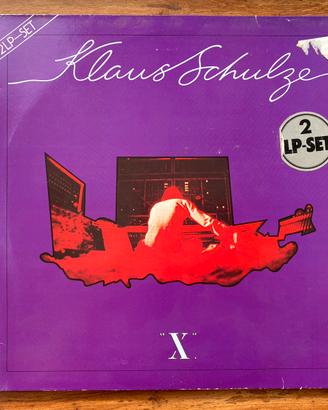 2LP-SET
Klaus Schulze
2
LP-SET
"X"